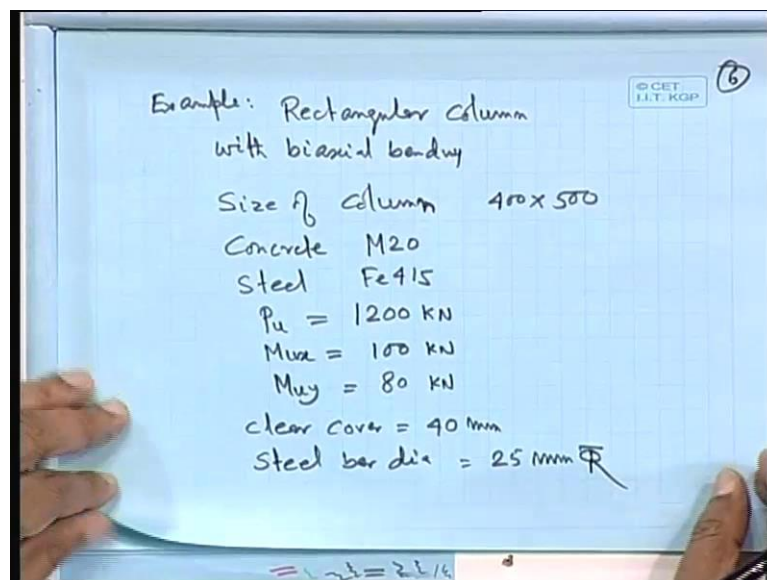 6
© CET
I.I.T. KGP
Example: Rectangular column
with biaxial bending
Size of column 400 x 500
Concrete M20
Steel Fe415
Pu = 1200 KN
Mux = 100 KN
Muy = 80 KN
Clear cover = 40 mm
Steel bar dia = 25 mm